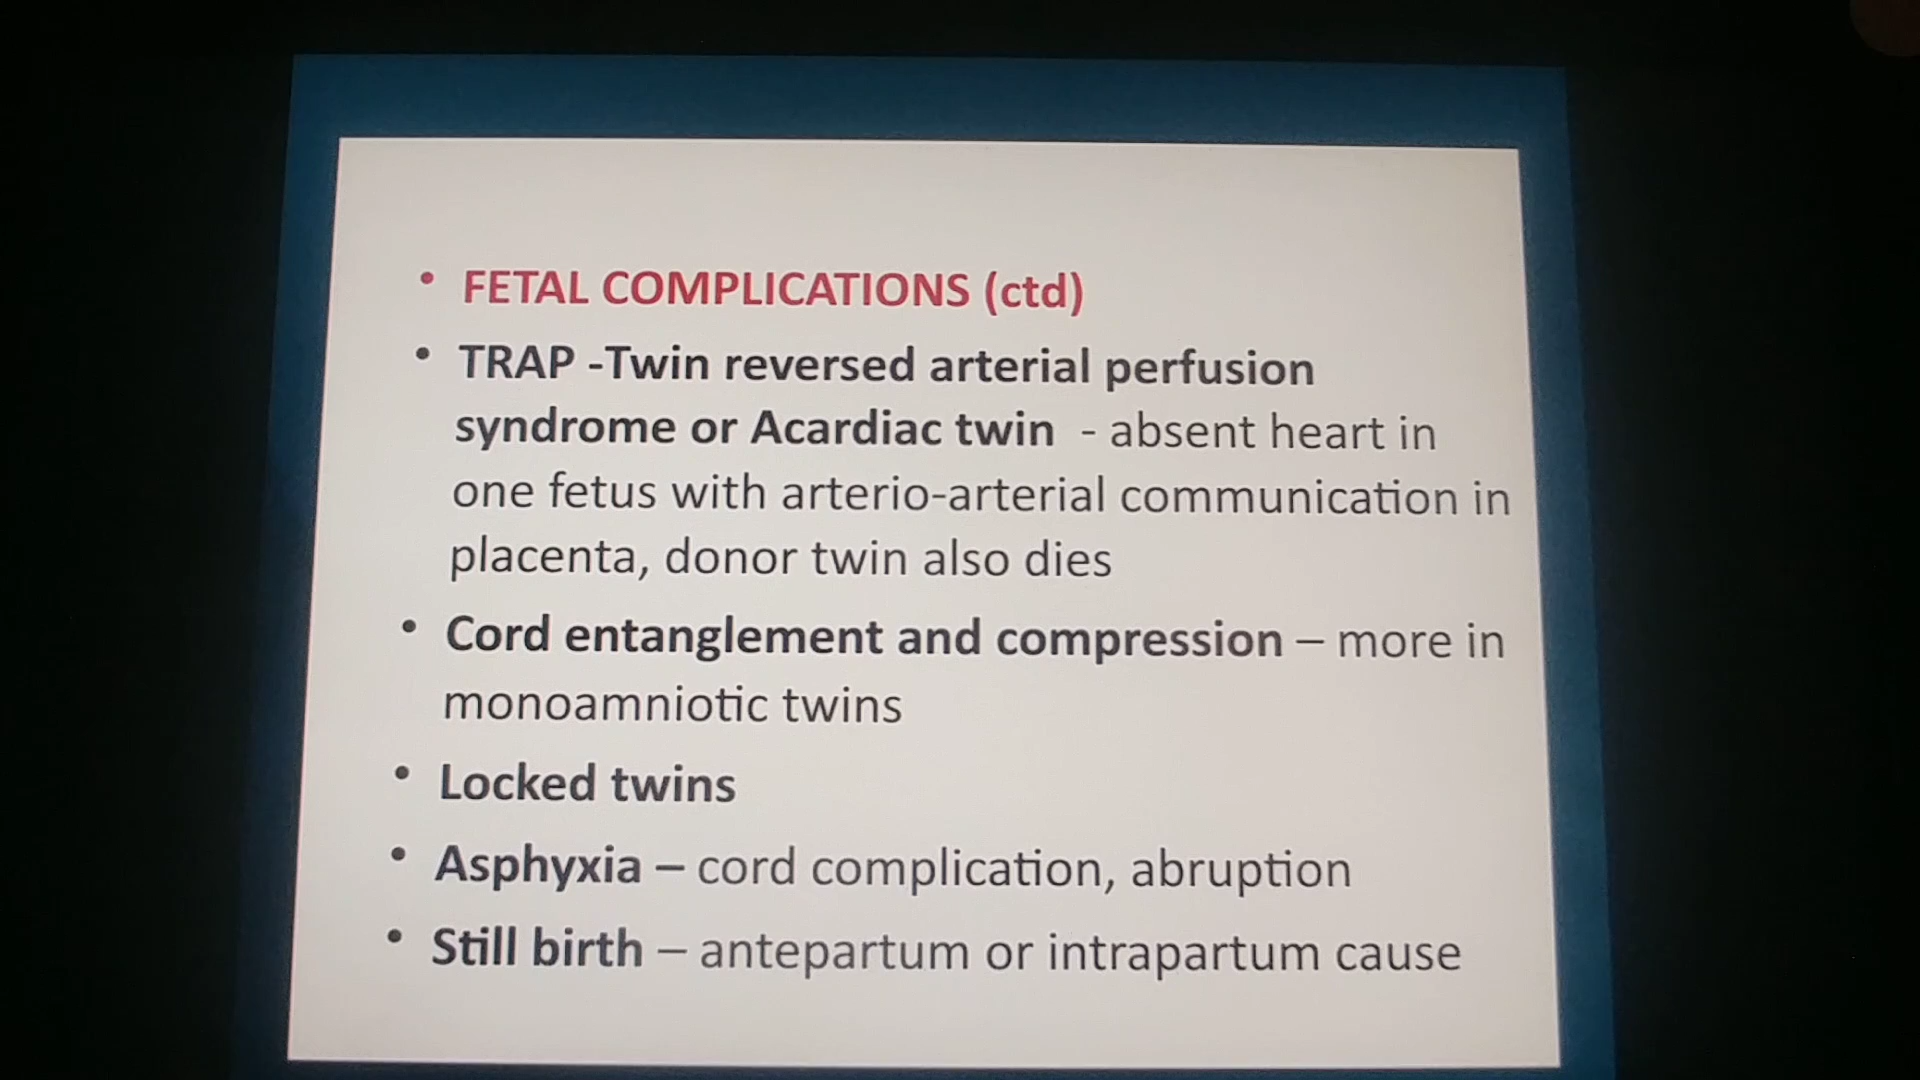 • FETAL COMPLICATIONS (ctd)
• TRAP -Twin reversed arterial perfusion
syndrome or Acardiac twin - absent heart in
one fetus with arterio-arterial communication in
placenta, donor twin also dies
• Cord entanglement and compression – more in
monoamniotic twins
• Locked twins
• Asphyxia – cord complication, abruption
• Still birth – antepartum or intrapartum cause